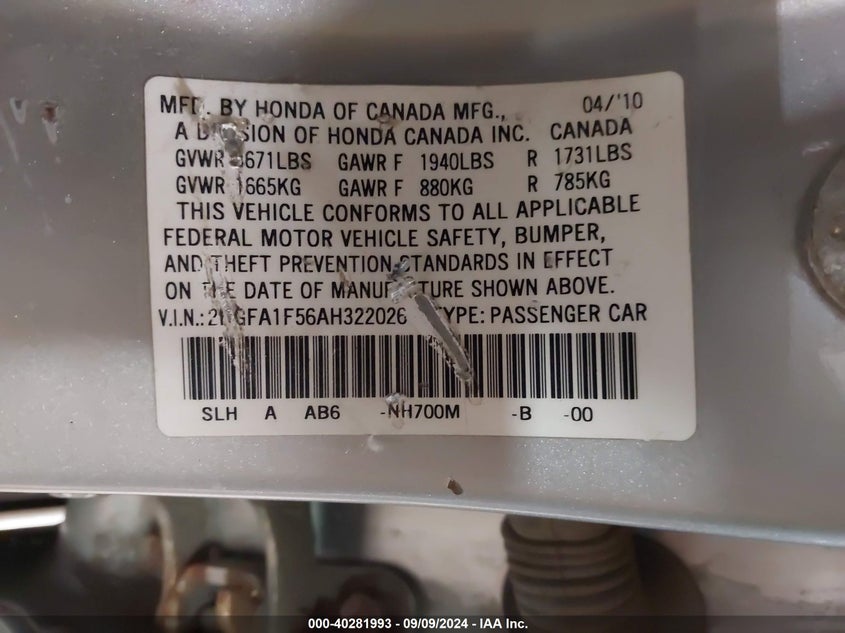 MFD. BY HONDA OF CANADA MFG., 04/'10
A DIVISION OF HONDA CANADA INC. CANADA
GVWR 3671LBS GAWR F 1940LBS R 1731LBS
GVWR 1665KG GAWR F 880KG R 785KG
THIS VEHICLE CONFORMS TO ALL APPLICABLE
FEDERAL MOTOR VEHICLE SAFETY, BUMPER,
AND THEFT PREVENTION STANDARDS IN EFFECT
ON THE DATE OF MANUFACTURE SHOWN ABOVE.
V.I.N.: 2HGFA1F56AH322026 TYPE: PASSENGER CAR
SLH A AB6 -NH700M -B -00
000-40281993 - 09/09/2024 - IAA Inc.